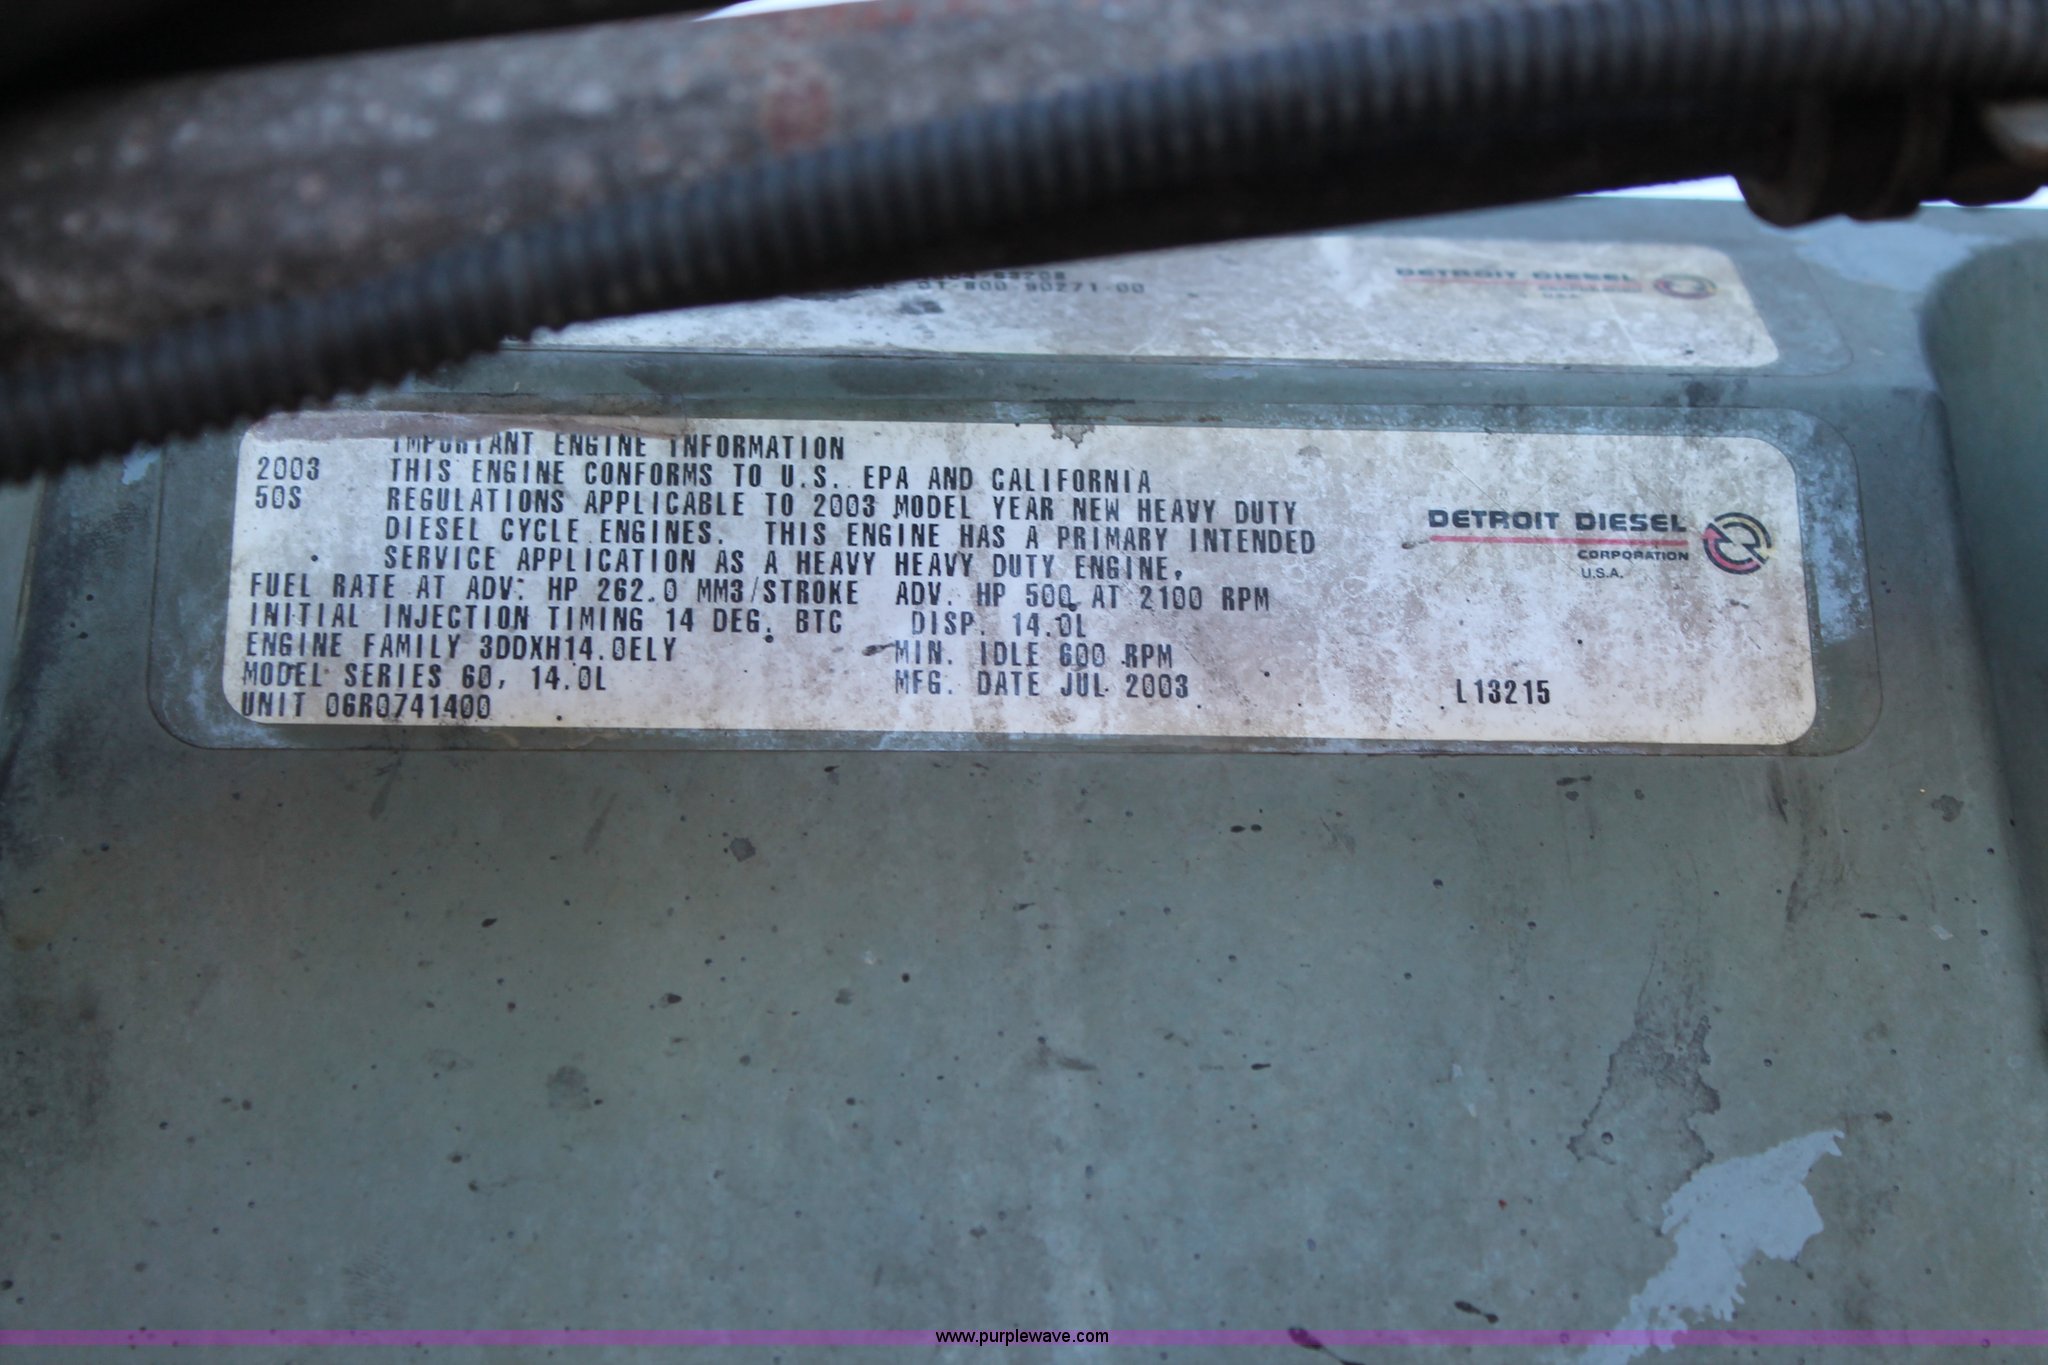 DT-800-90271-00
DETROIT DIESEL
U.S.A.
IMPORTANT ENGINE INFORMATION
2003 THIS ENGINE CONFORMS TO U.S. EPA AND CALIFORNIA
50S REGULATIONS APPLICABLE TO 2003 MODEL YEAR NEW HEAVY DUTY
DIESEL CYCLE ENGINES. THIS ENGINE HAS A PRIMARY INTENDED
SERVICE APPLICATION AS A HEAVY HEAVY DUTY ENGINE.
DETROIT DIESEL
CORPORATION
U.S.A.
FUEL RATE AT ADV. HP 262.0 MM3/STROKE ADV. HP 500 AT 2100 RPM
INITIAL INJECTION TIMING 14 DEG. BTC DISP. 14.0L
ENGINE FAMILY 3DDXH14.0ELY MIN. IDLE 600 RPM
MODEL SERIES 60, 14.0L MFG. DATE JUL 2003 L13215
UNIT 06R0741400
www.purplewave.com